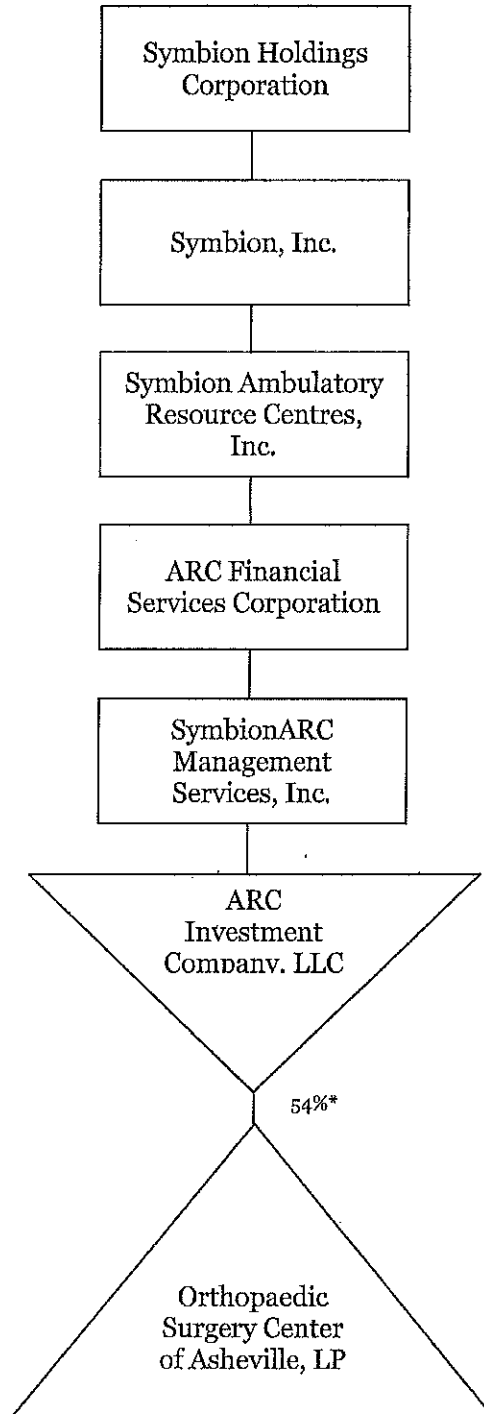 Symbion Holdings
Corporation
Symbion, Inc.
Symbion Ambulatory
Resource Centres,
Inc.
ARC Financial
Services Corporation
SymbionARC
Management
Services, Inc.
ARC
Investment
Company, LLC
54%*
Orthopaedic
Surgery Center
of Asheville, LP